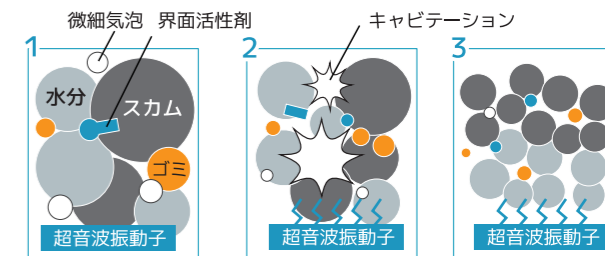 微細気泡 界面活性剤
キャビテーション
1
2
3
水分
スカム
ゴミ
超音波振動子
超音波振動子
超音波振動子